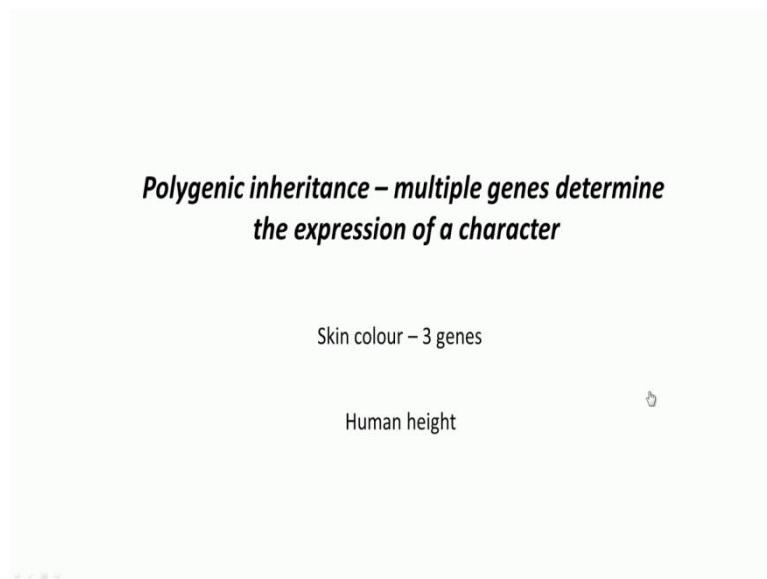 Polygenic inheritance – multiple genes determine
the expression of a character
Skin colour – 3 genes
Human height